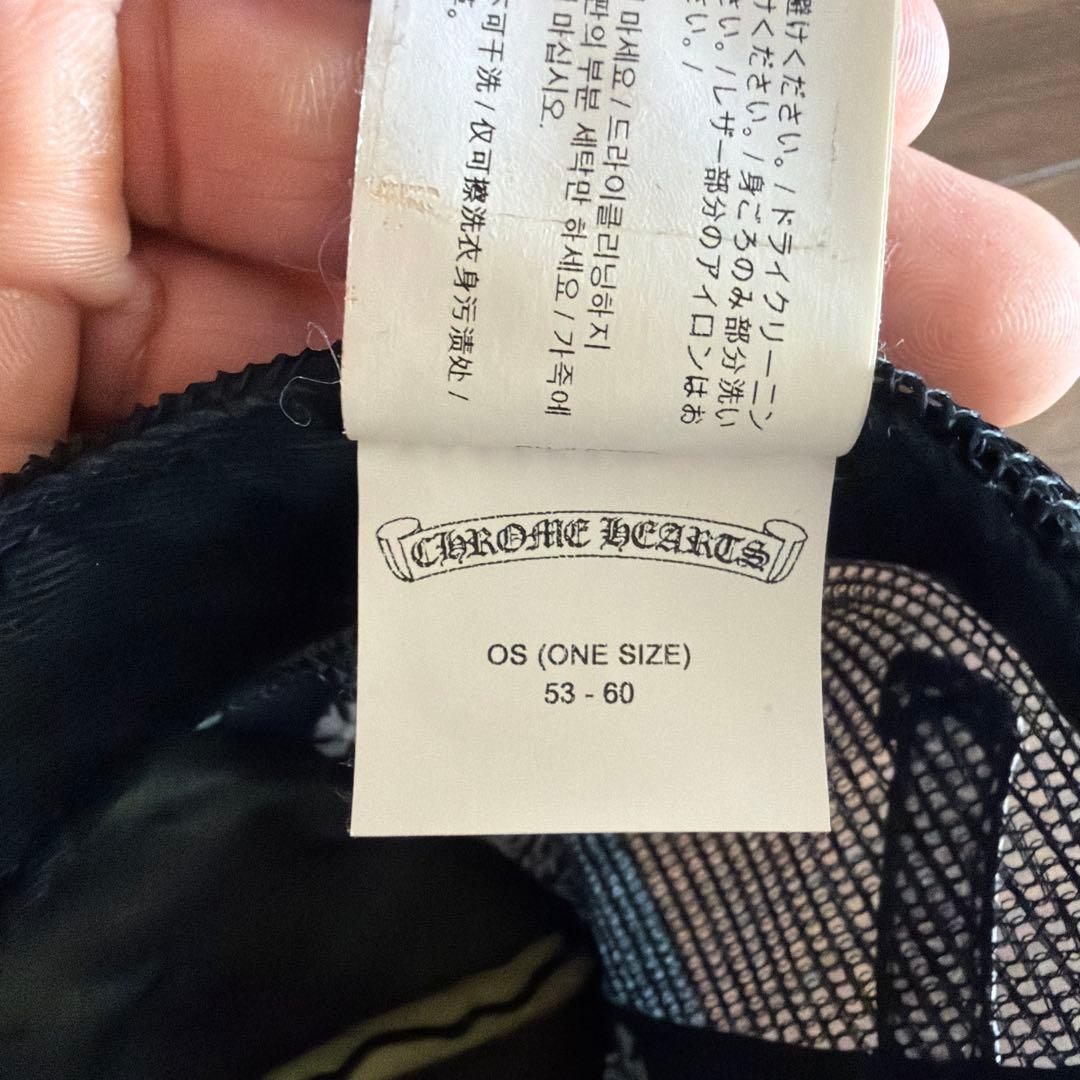 避けください。/ ドライクリーニン
けください。/ 身ごろのみ部分洗い
さい。/ レザー部分のアイロンはお
さい。/
마세요 / 드라이클리닝하지
판의 부분 세탁만 하세요 / 가죽에
마십시오.
不可干洗 / 仅可擦洗衣身污渍处 /
CHROME HEARTS
OS (ONE SIZE)
53 - 60